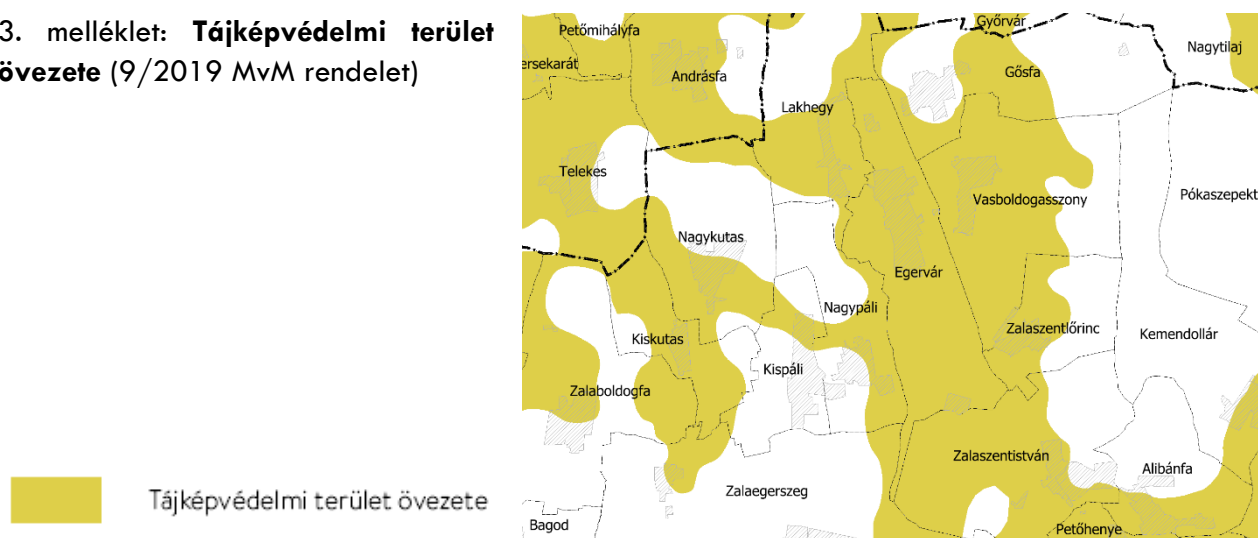 3. melléklet: Tájképvédelmi terület
övezete (9/2019 MvM rendelet)
Petőmihályfa
Győrvár
Nagytilaj
ersekarát
Andrásfa
Gősfa
Lakhegy
Telekes
Vasboldogasszony
Pókaszepekt
Nagykutas
Egervár
Nagypáli
Kiskutas
Zalaszentlőrinc
Kemendollár
Kispáli
Zalaboldogfa
Zalaszentistván
Alibánfa
Zalaegerszeg
Bagod
Petőhenye
Tájképvédelmi terület övezete